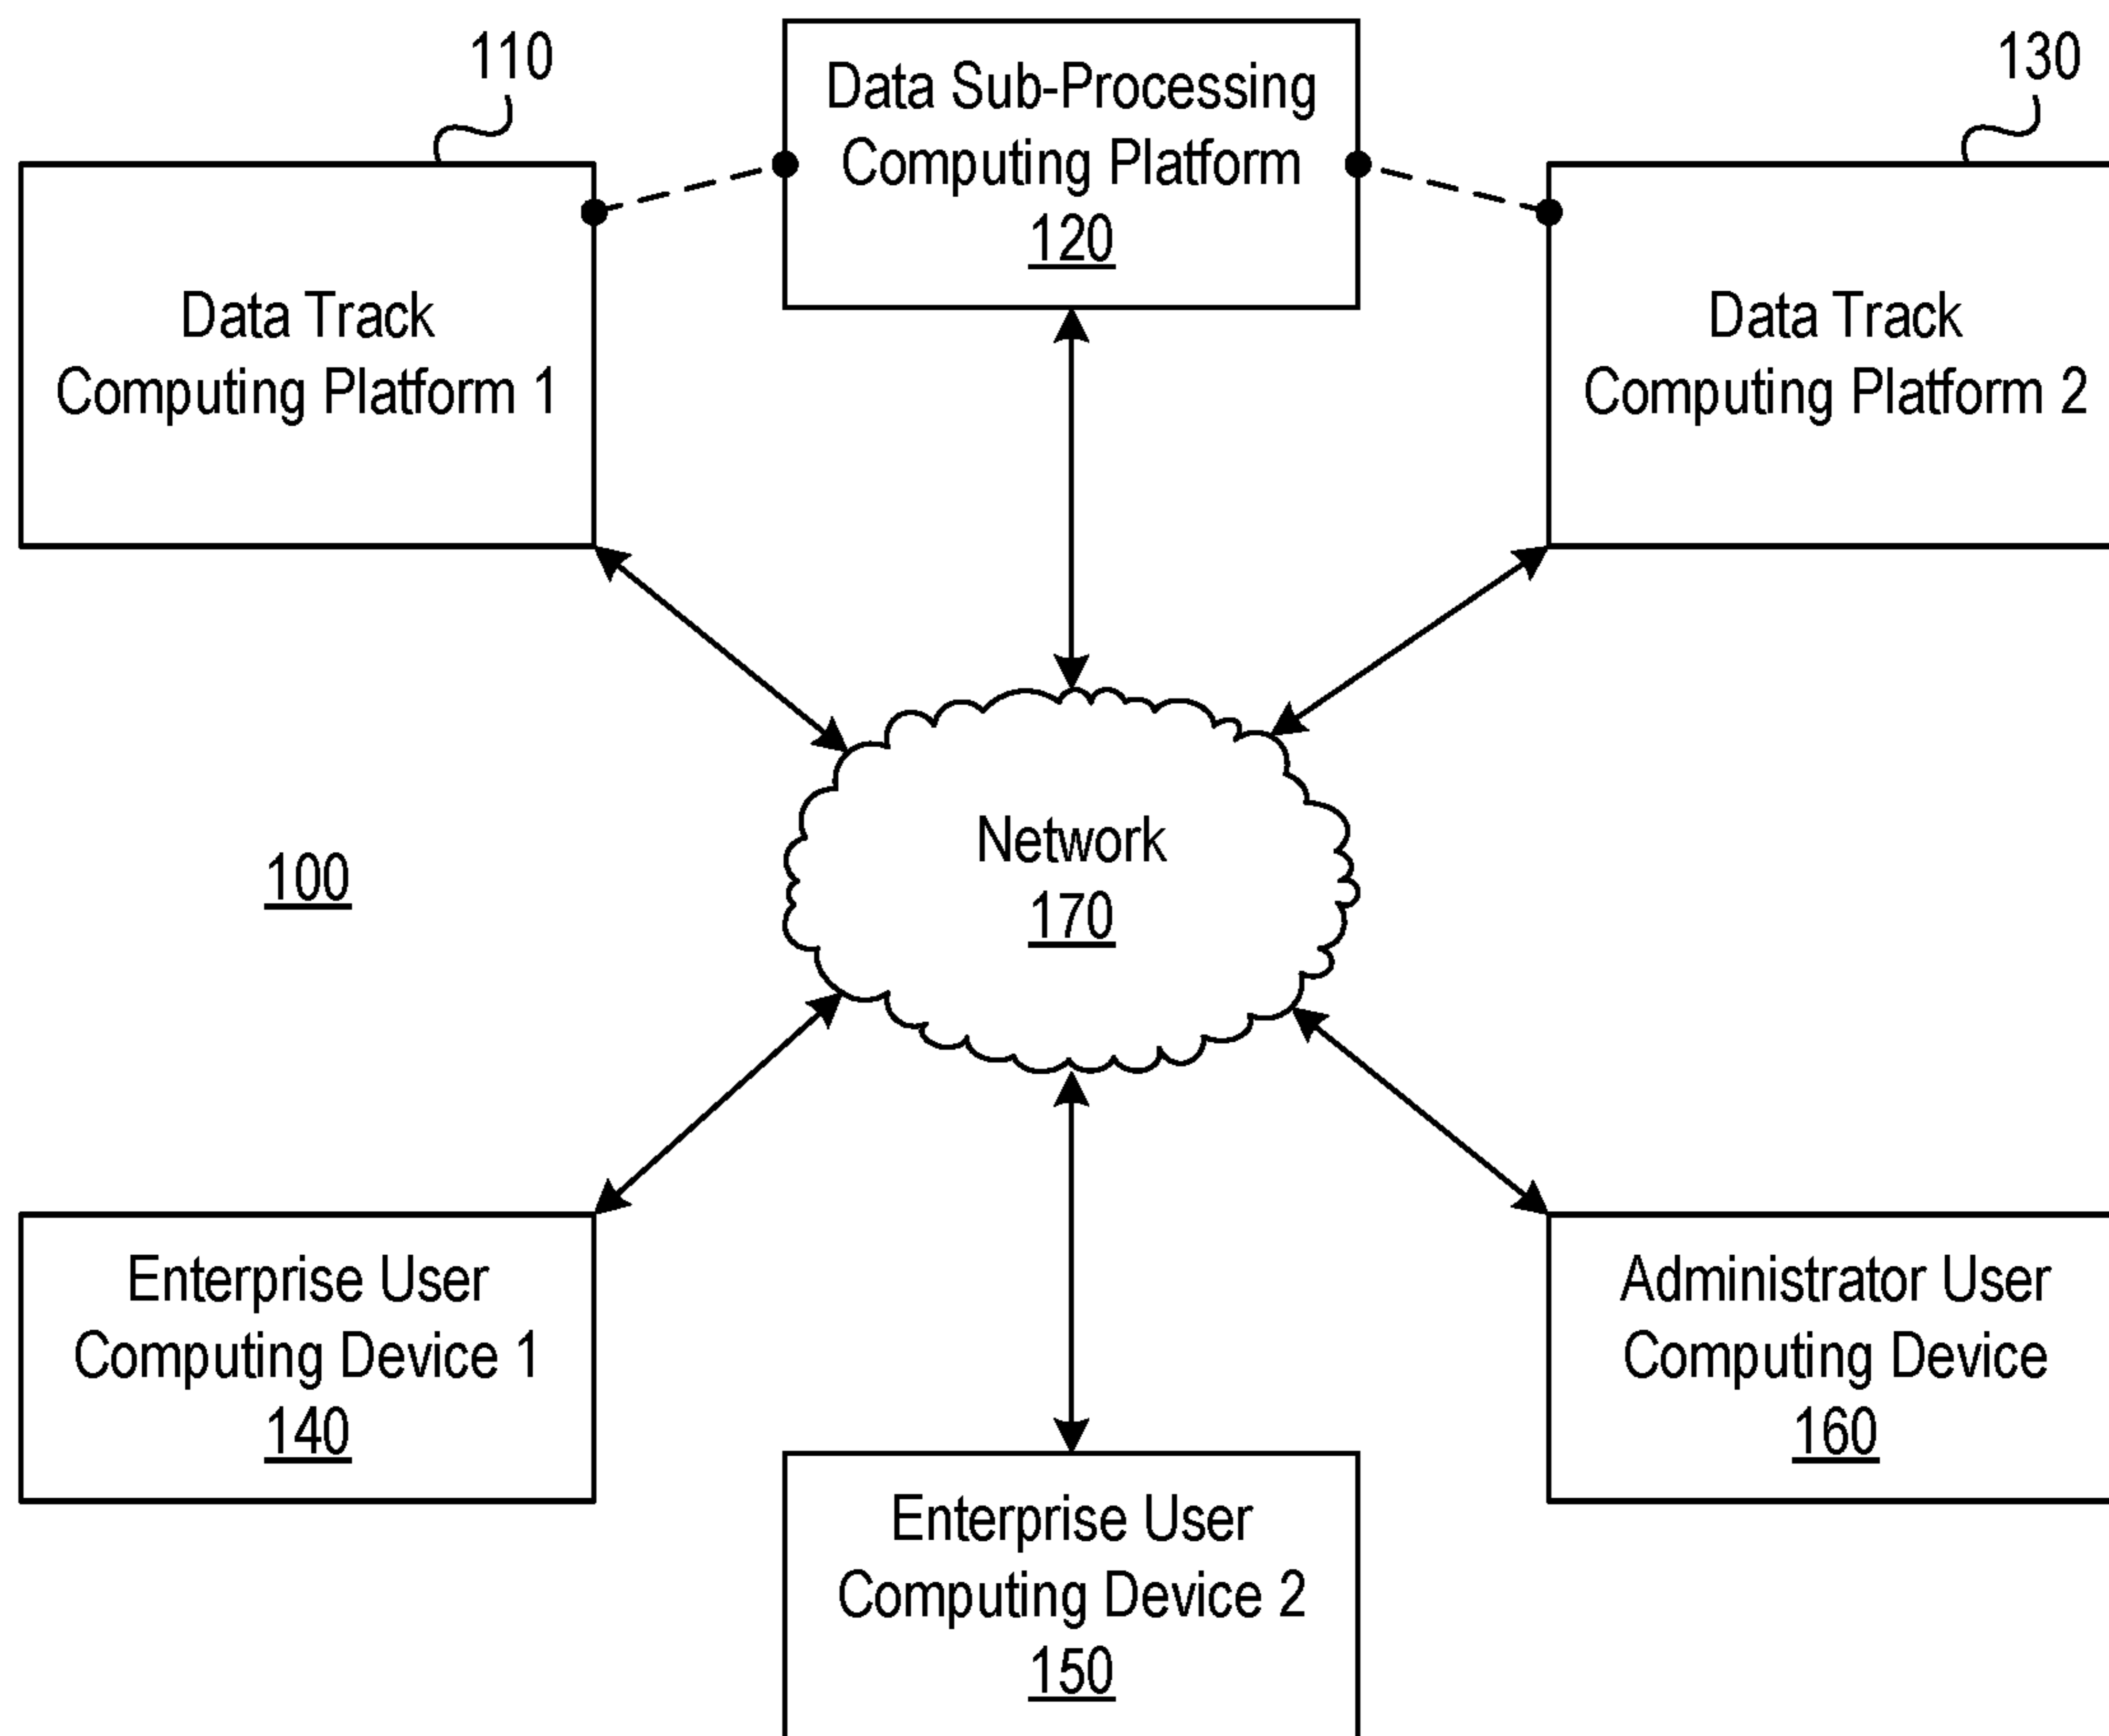 110
Data Sub-Processing
Computing Platform
120
130
Data Track
Computing Platform 1
Data Track
Computing Platform 2
Network
170
100
Enterprise User
Computing Device 1
140
Enterprise User
Computing Device 2
150
Administrator User
Computing Device
160